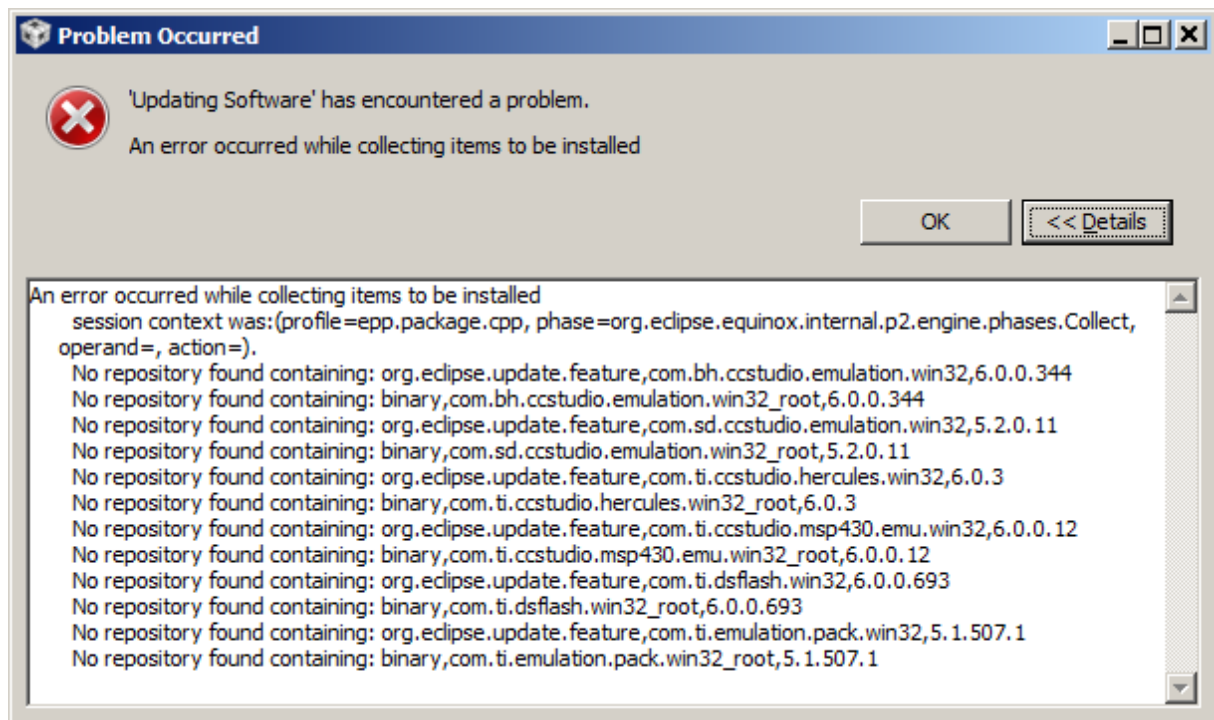 Problem Occurred
'Updating Software' has encountered a problem.
An error occurred while collecting items to be installed
OK
<< Details
An error occurred while collecting items to be installed
session context was:(profile=epp.package.cpp, phase=org.eclipse.equinox.internal.p2.engine.phases.Collect,
operand=, action=).
No repository found containing: org.eclipse.update.feature,com.bh.ccstudio.emulation.win32,6.0.0.344
No repository found containing: binary,com.bh.ccstudio.emulation.win32_root,6.0.0.344
No repository found containing: org.eclipse.update.feature,com.sd.ccstudio.emulation.win32,5.2.0.11
No repository found containing: binary,com.sd.ccstudio.emulation.win32_root,5.2.0.11
No repository found containing: org.eclipse.update.feature,com.ti.ccstudio.hercules.win32,6.0.3
No repository found containing: binary,com.ti.ccstudio.hercules.win32_root,6.0.3
No repository found containing: org.eclipse.update.feature,com.ti.ccstudio.msp430.emu.win32,6.0.0.12
No repository found containing: binary,com.ti.ccstudio.msp430.emu.win32_root,6.0.0.12
No repository found containing: org.eclipse.update.feature,com.ti.dsflash.win32,6.0.0.693
No repository found containing: binary,com.ti.dsflash.win32_root,6.0.0.693
No repository found containing: org.eclipse.update.feature,com.ti.emulation.pack.win32,5.1.507.1
No repository found containing: binary,com.ti.emulation.pack.win32_root,5.1.507.1